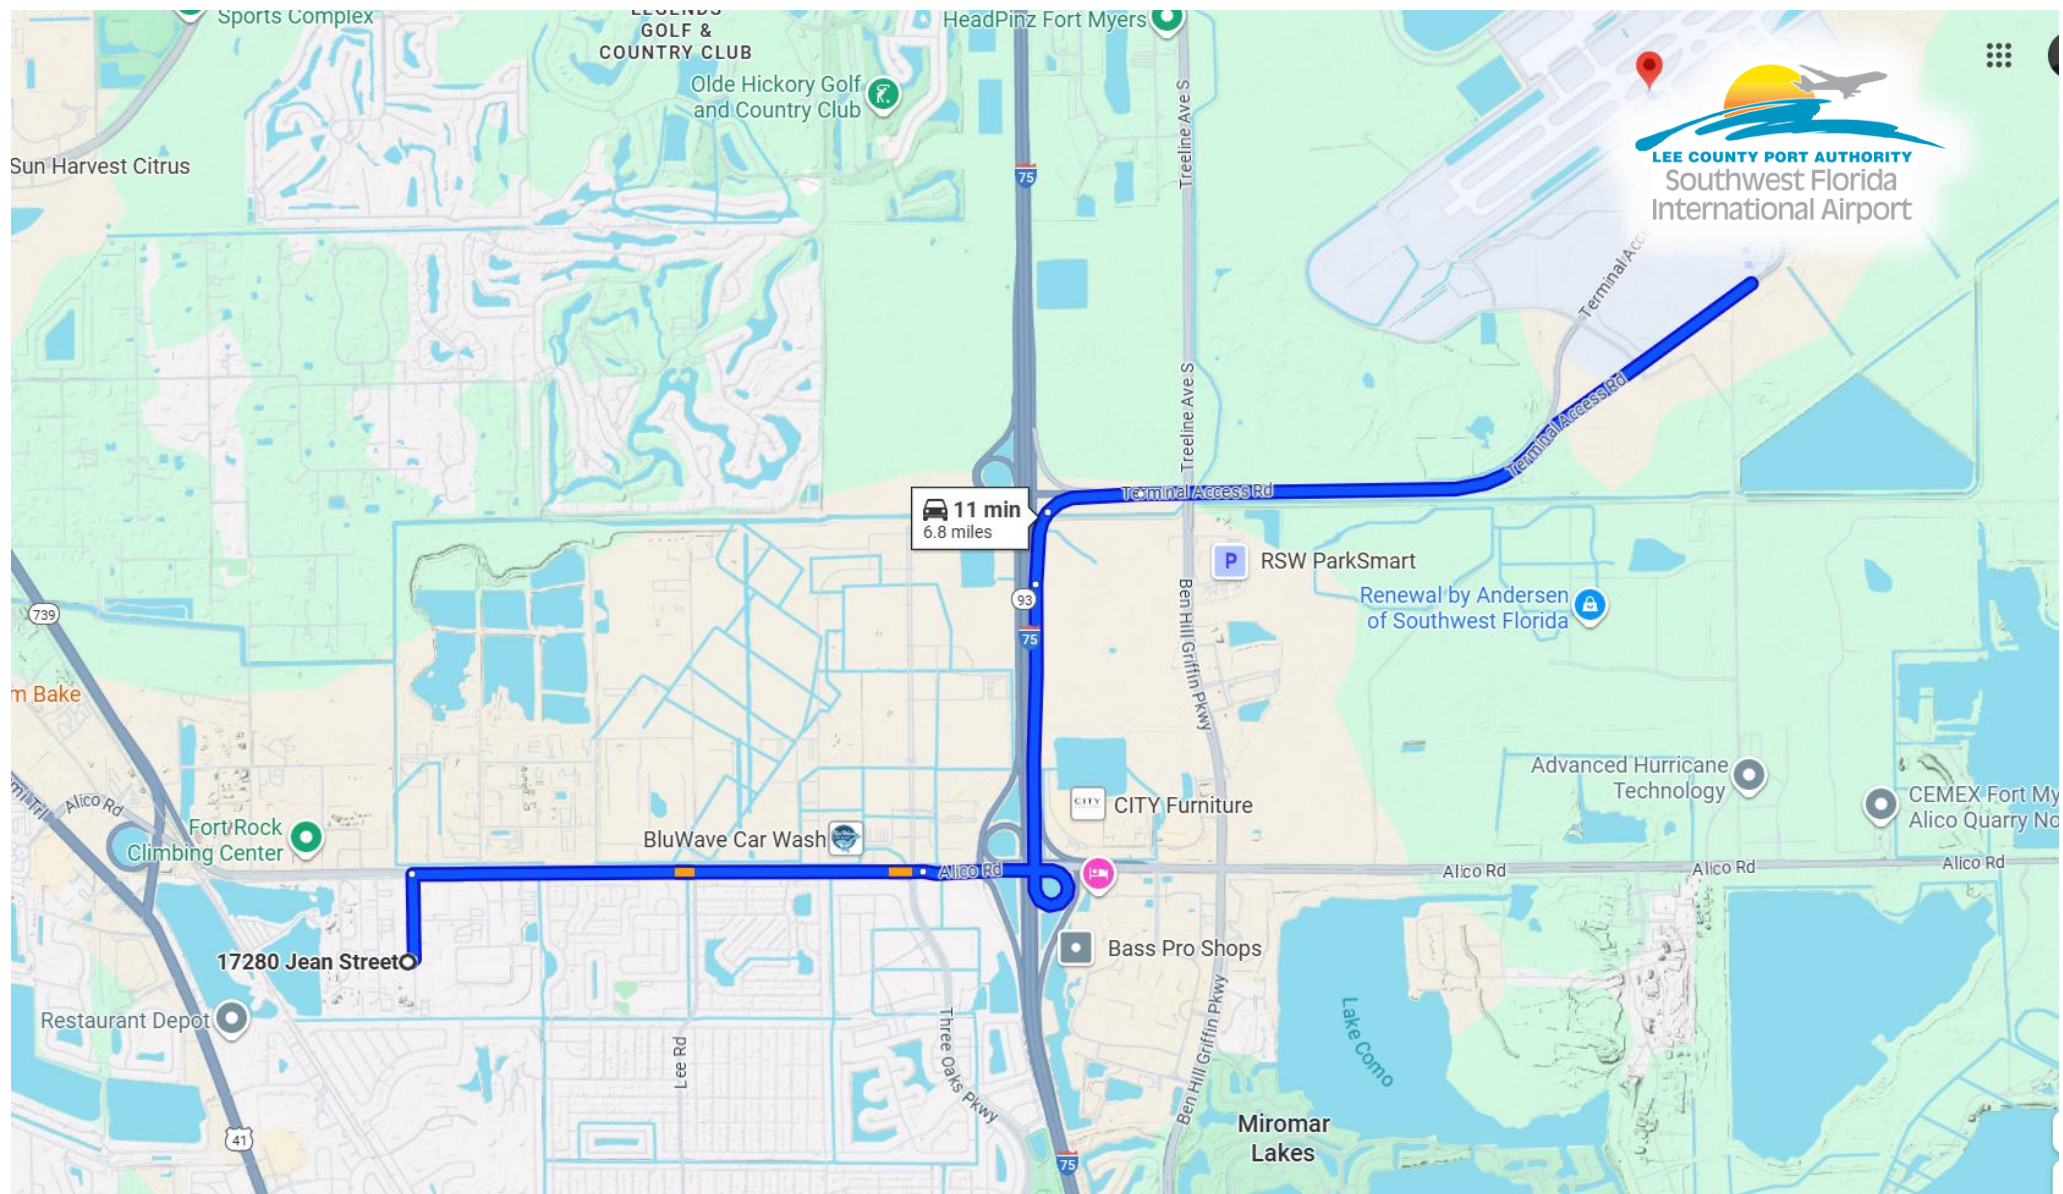 Sports Complex
LEGENDS
GOLF &
COUNTRY CLUB
HeadPinz Fort Myers
Olde Hickory Golf
and Country Club
Sun Harvest Citrus
75
Treeline Ave S
LEE COUNTY PORT AUTHORITY
Southwest Florida
International Airport
Terminal Acce
Treeline Ave S
Terminal Access Rd
Terminal Access Rd
11 min
6.8 miles
P
RSW ParkSmart
Renewal by Andersen
of Southwest Florida
93
75
739
Ben Hill Griffin Pkwy
m Bake
Advanced Hurricane
Technology
CEMEX Fort My
Alico Quarry No
CITY
CITY Furniture
mi Trl
Alico Rd
Fort Rock
Climbing Center
BluWave Car Wash
Alico Rd
Alico Rd
Alico Rd
Alico Rd
17280 Jean Street
Bass Pro Shops
Restaurant Depot
Lee Rd
Three Oaks Pkwy
Ben Hill Griffin Pkwy
Lake Como
41
75
Miromar
Lakes